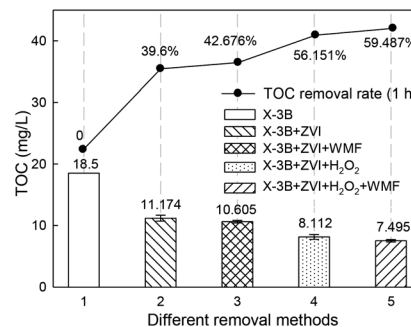 40
30
20
10
0
TOC (mg/L)
0
39.6%
42.676%
56.151%
59.487%
TOC removal rate (1 h
X-3B
X-3B+ZVI
X-3B+ZVI+WMF
X-3B+ZVI+H₂O₂
X-3B+ZVI+H₂O₂+WMF
18.5
11.174
10.605
8.112
7.495
1 2 3 4 5
Different removal methods